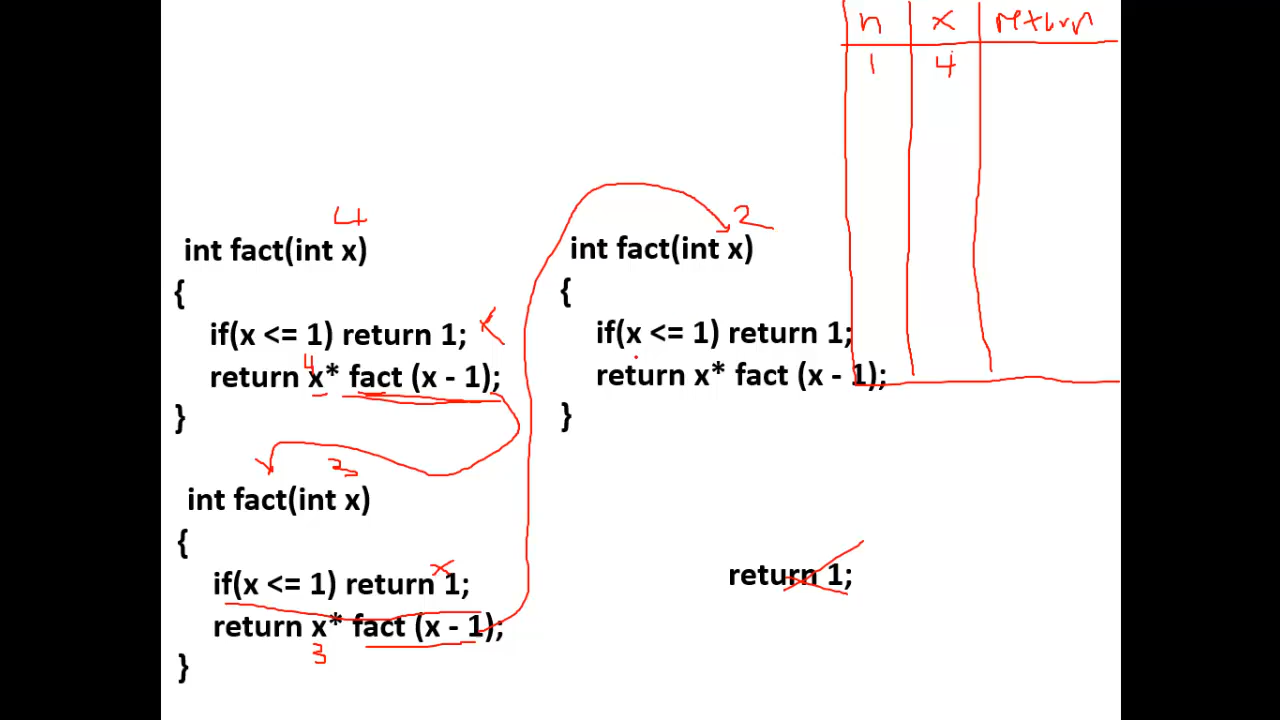 n x return
1 4
4
int fact(int x)
{
if(x <= 1) return 1; x
4
return x* fact (x - 1);
}
3
int fact(int x)
{
x
if(x <= 1) return 1;
return x* fact (x - 1);
3
}
2
int fact(int x)
{
if(x <= 1) return 1;
return x* fact (x - 1);
}
return 1;